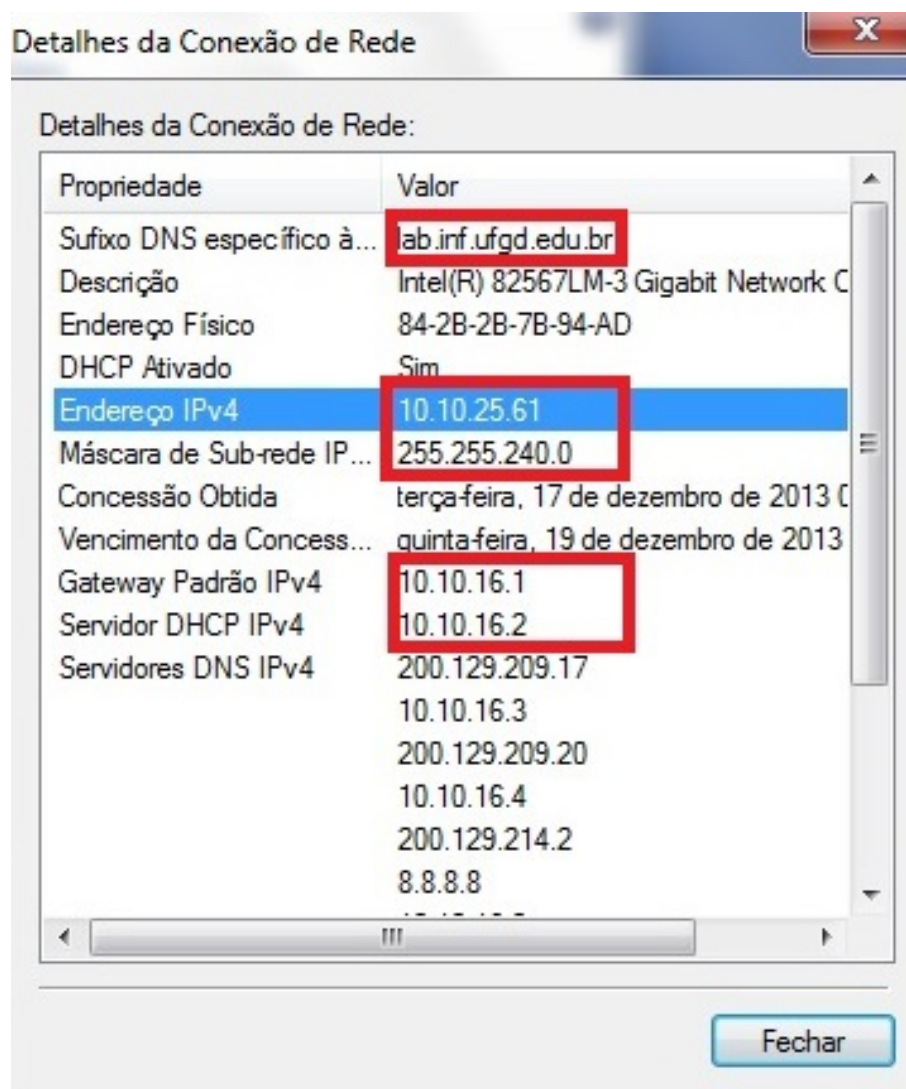 Detalhes da Conexão de Rede
Detalhes da Conexão de Rede:
Propriedade Valor
Sufixo DNS específico à... lab.inf.ufgd.edu.br
Descrição Intel(R) 82567LM-3 Gigabit Network C
Endereço Físico 84-2B-2B-7B-94-AD
DHCP Ativado Sim
Endereço IPv4 10.10.25.61
Máscara de Sub-rede IP... 255.255.240.0
Concessão Obtida terça-feira, 17 de dezembro de 2013
Vencimento da Concess... quinta-feira, 19 de dezembro de 2013
Gateway Padrão IPv4 10.10.16.1
Servidor DHCP IPv4 10.10.16.2
Servidores DNS IPv4 200.129.209.17
10.10.16.3
200.129.209.20
10.10.16.4
200.129.214.2
8.8.8.8
Fechar